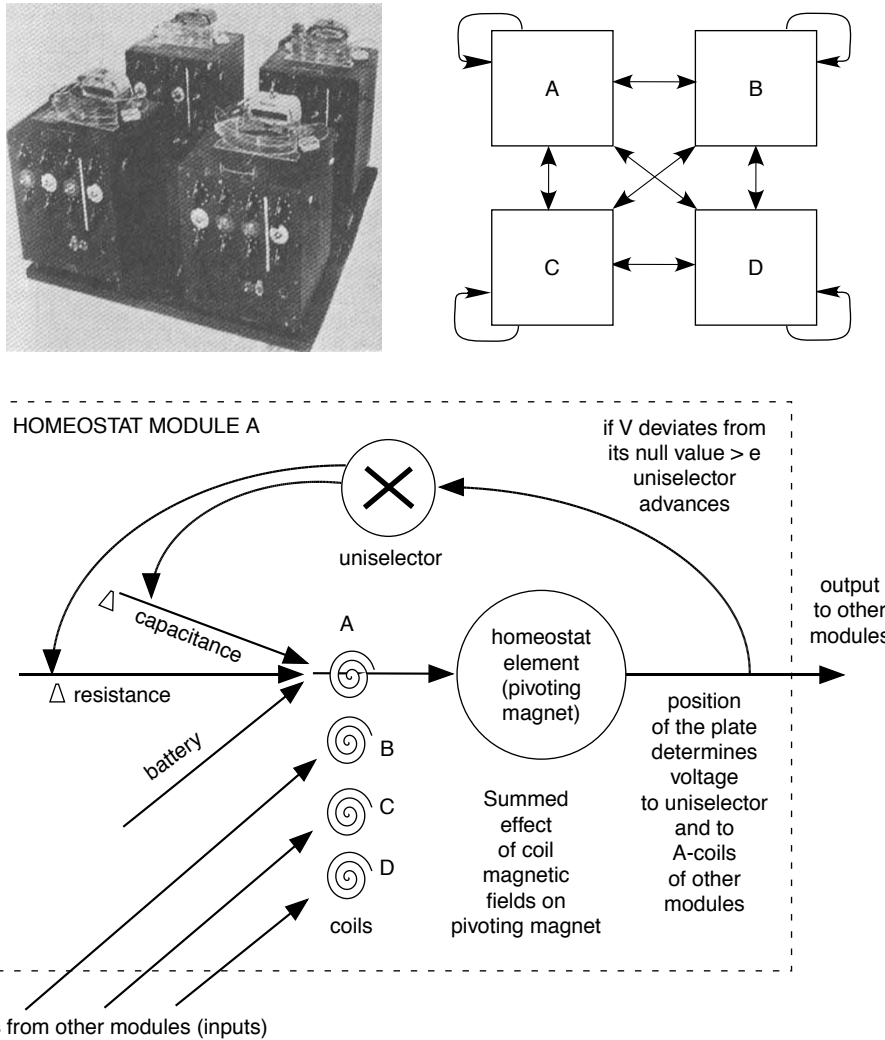 A
B
C
D
HOMEOSTAT MODULE A
if V deviates from
its null value > e
uniselector
advances
uniselector
output
to other
modules
Δ
capacitance
Δ resistance
battery
A
B
C
D
coils
homeostat
element
(pivoting
magnet)
Summed
effect
of coil
magnetic
fields on
pivoting magnet
position
of the plate
determines
voltage
to uniselector
and to
A-coils
of other
modules
from other modules (inputs)